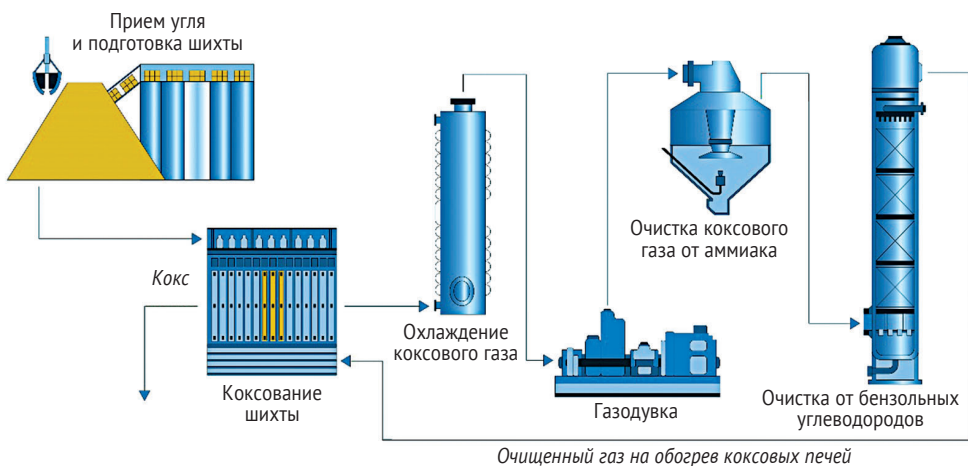 Прием угля
и подготовка шихты
Кокс
Коксование
шихты
Охлаждение
коксового газа
Газодувка
Очистка коксового
газа от аммиака
Очистка от бензольных
углеводородов
Очищенный газ на обогрев коксовых печей